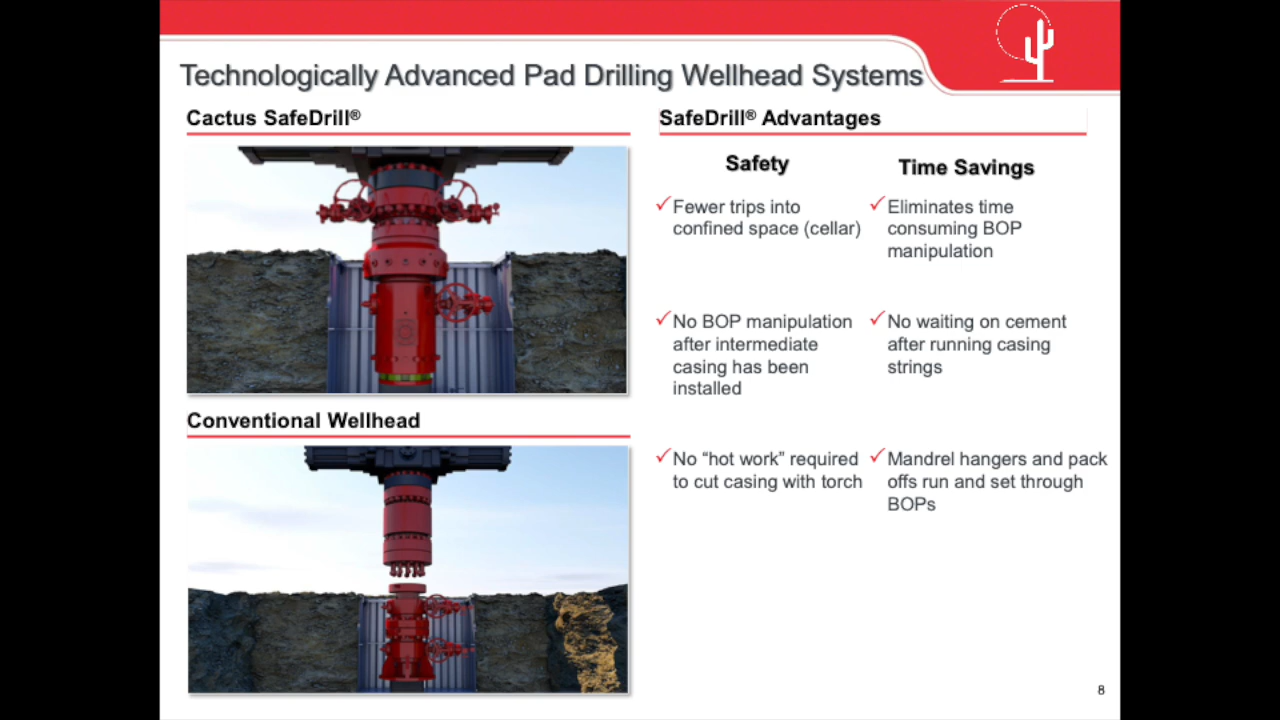 Technologically Advanced Pad Drilling Wellhead Systems
Cactus SafeDrill®
Conventional Wellhead
SafeDrill® Advantages
Safety
Fewer trips into
confined space (cellar)
No BOP manipulation
after intermediate
casing has been
installed
No “hot work” required
to cut casing with torch
Time Savings
Eliminates time
consuming BOP
manipulation
No waiting on cement
after running casing
strings
Mandrel hangers and pack
offs run and set through
BOPs
8